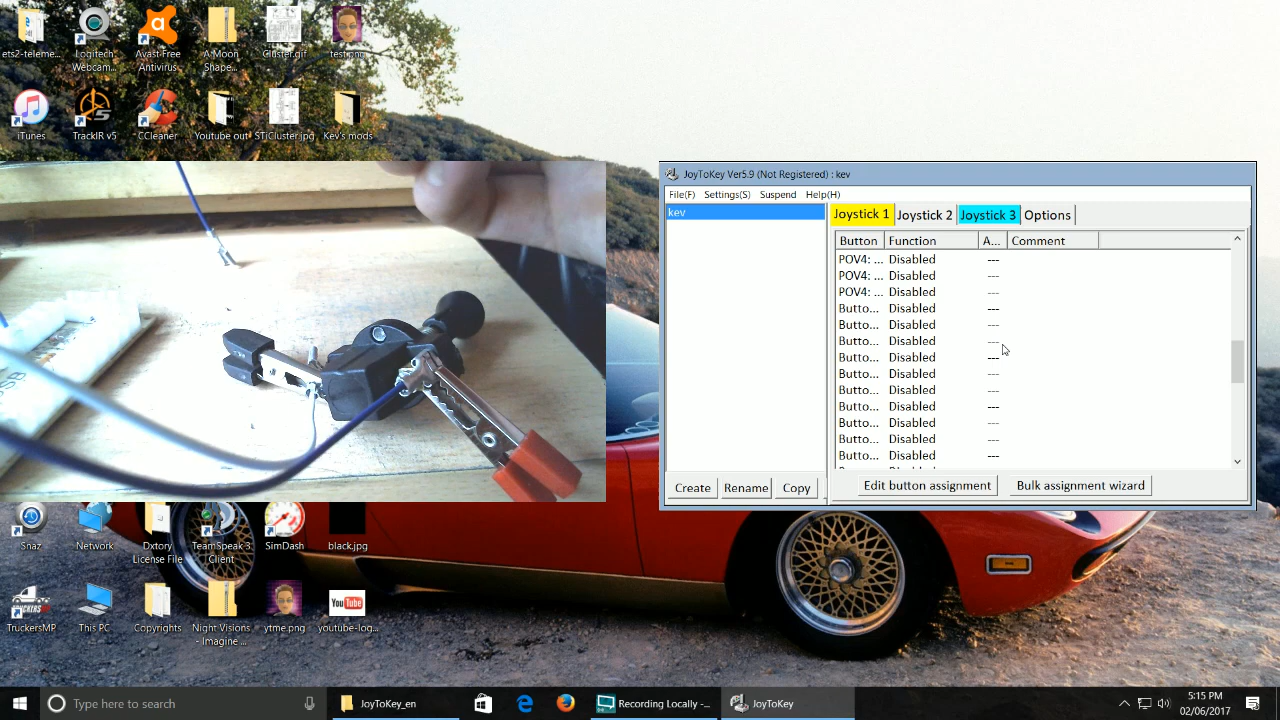 ets2-teleme...
Logitech Webcam...
Avast Free Antivirus
A Moon Shape...
Cluster.gif
test.png
iTunes
TrackIR v5
CCleaner
Youtube out
STiCluster.jpg
Kev's mods
JoyToKey Ver5.9 (Not Registered) : kev
File(F) Settings(S) Suspend Help(H)
kev
Joystick 1 Joystick 2 Joystick 3 Options
Button Function A... Comment
POV4: ... Disabled ---
POV4: ... Disabled ---
POV4: ... Disabled ---
Butto... Disabled ---
Butto... Disabled ---
Butto... Disabled ---
Butto... Disabled ---
Butto... Disabled ---
Butto... Disabled ---
Butto... Disabled ---
Butto... Disabled ---
Butto... Disabled ---
Butto... Disabled ---
Create Rename Copy
Edit button assignment Bulk assignment wizard
Snaz
Network
Dxtory License File
TeamSpeak 3 Client
SimDash
black.jpg
TRUCKERSMP
TruckersMP
This PC
Copyrights
Night Visions - Imagine ...
ytme.png
YouTube
youtube-log...
Type here to search
JoyToKey_en
Recording Locally -...
JoyToKey
5:15 PM
02/06/2017